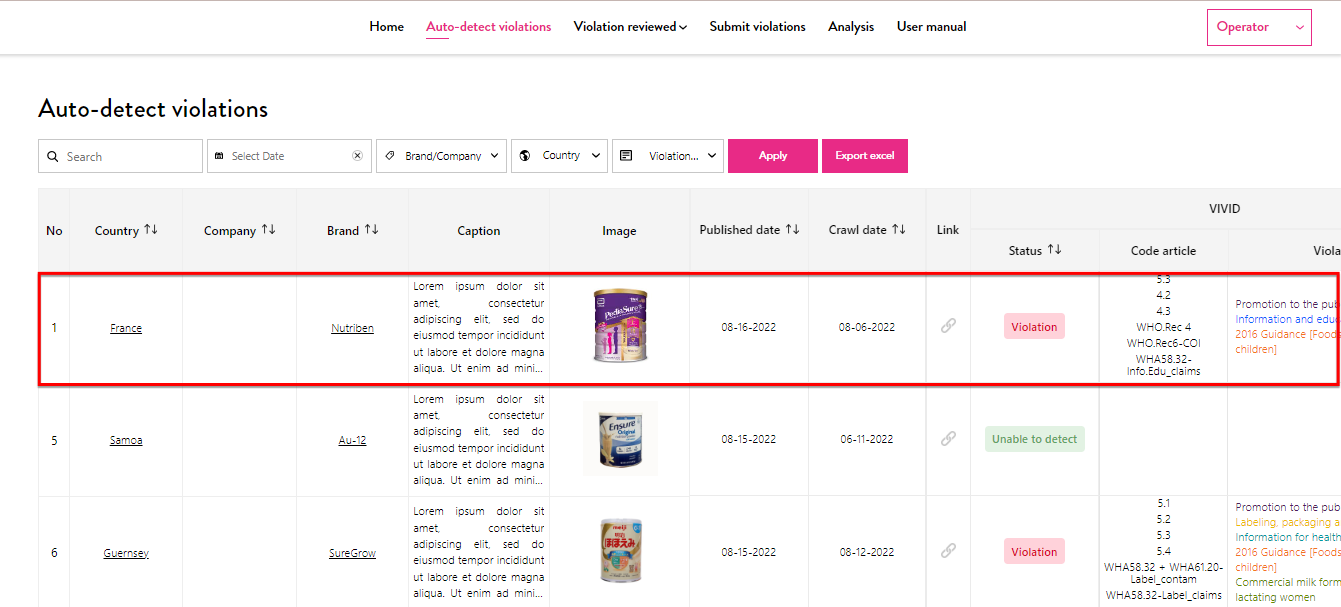 Home Auto-detect violations Violation reviewed Submit violations Analysis User manual Operator
Auto-detect violations
Search Select Date Brand/Company Country Violation... Apply Export excel
No Country Company Brand Caption Image Published date Crawl date Link VIVID
Status Code article Viola
1 France Nutriben 08-16-2022 08-06-2022 Violation
Lorem ipsum dolor sit
amet, consectetur
adipiscing elit, sed do
eiusmod tempor incididunt
ut labore et dolore magna
aliqua. Ut enim ad mini...
PediaSure
5.3
4.2
4.3
WHO.Rec 4
WHO.Rec6-COI
WHA58.32-
Info.Edu_claims
Promotion to the pub
Information and educ
2016 Guidance [Foods
children]
5 Samoa Au-12 08-15-2022 06-11-2022 Unable to detect
Lorem ipsum dolor sit
amet, consectetur
adipiscing elit, sed do
eiusmod tempor incididunt
ut labore et dolore magna
aliqua. Ut enim ad mini...
Ensure
Original
6 Guernsey SureGrow 08-15-2022 08-12-2022 Violation
Lorem ipsum dolor sit
amet, consectetur
adipiscing elit, sed do
eiusmod tempor incididunt
ut labore et dolore magna
aliqua. Ut enim ad mini...
meiji
ほほえみ
5.1
5.2
5.3
5.4
WHA58.32 + WHA61.20-
Label_contam
WHA58.32-Label_claims
Promotion to the pub
Labeling, packaging a
Information for health
2016 Guidance [Foods
children]
Commercial milk form
lactating women